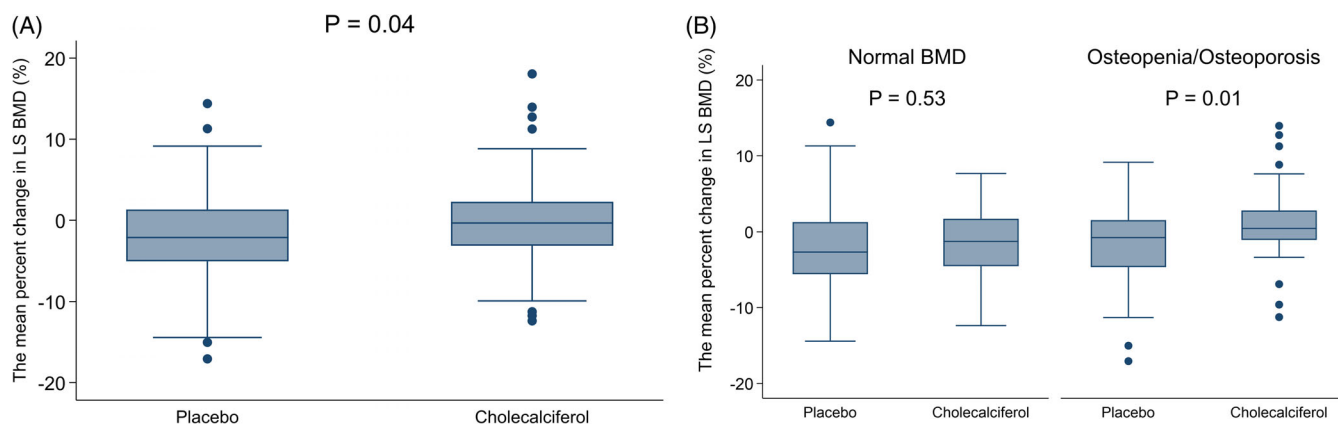 (A)
P = 0.04
The mean percent change in LS BMD (%)
20
10
0
-10
-20
Placebo
Cholecalciferol
(B)
Normal BMD
Osteopenia/Osteoporosis
P = 0.53
P = 0.01
The mean percent change in LS BMD (%)
20
10
0
-10
-20
Placebo
Cholecalciferol
Placebo
Cholecalciferol